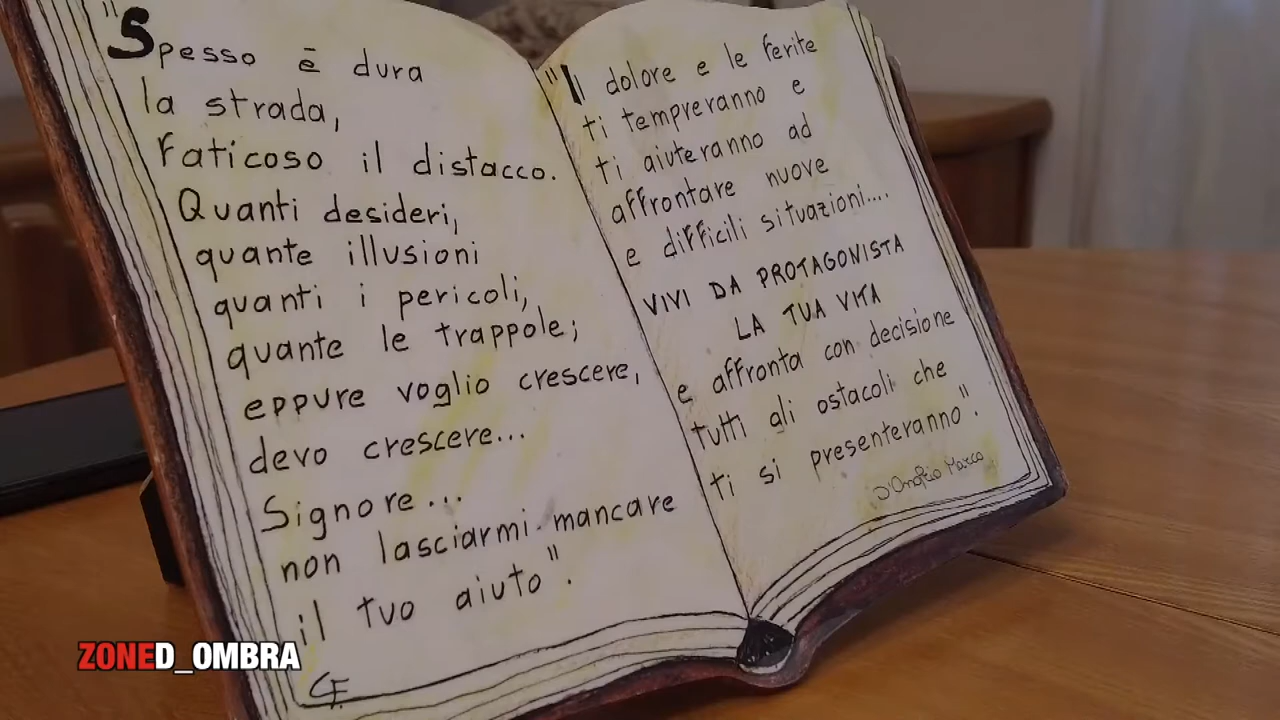 "Spesso è dura
la strada,
faticoso il distacco.
Quanti desideri,
quante illusioni
quanti i pericoli,
quante le trappole;
eppure voglio crescere,
devo crescere...
Signore...
non lasciarmi mancare
il tuo aiuto".
"Il dolore e le ferite
ti tempreranno e
ti aiuteranno ad
affrontare nuove
e difficili situazioni....
VIVI DA PROTAGONISTA
LA TUA VITA
e affronta con decisione
tutti gli ostacoli che
ti si presenteranno".
D'Onofrio Marco
ZONED_OMBRA